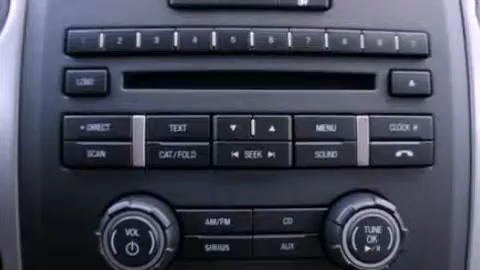 1 2 3 4 5 6 7 8 9 0
LOAD
DIRECT TEXT MENU CLOCK
SCAN CAT/FOLD SEEK SOUND
VOL AM/FM CD TUNE
OK
SIRIUS AUX